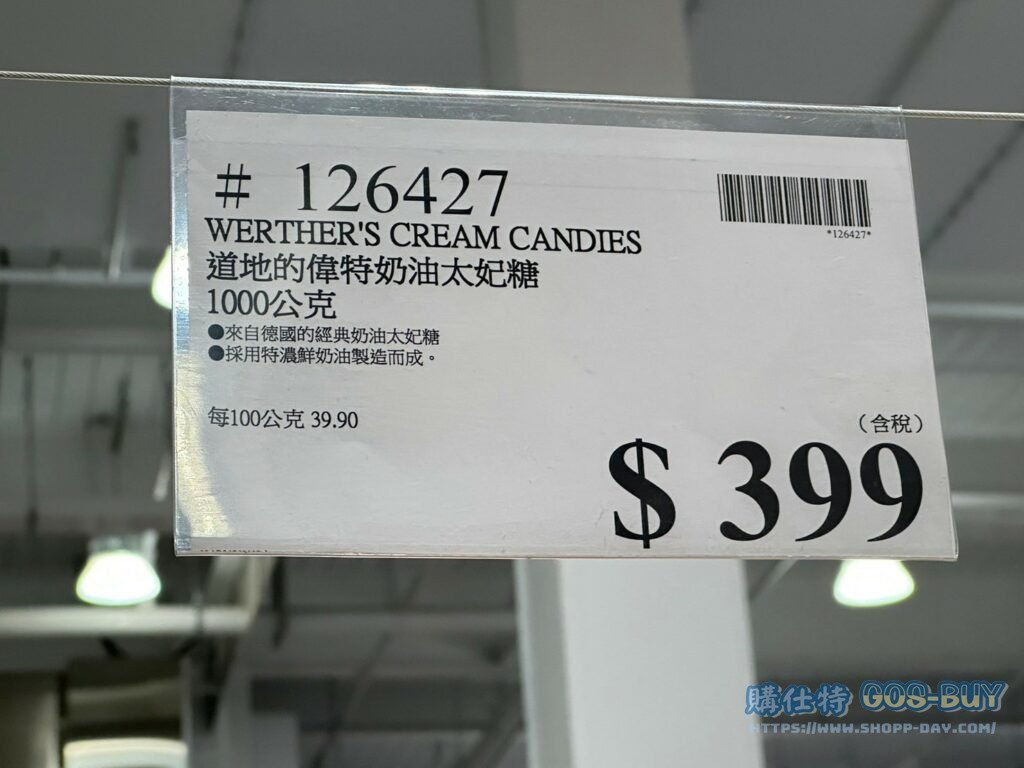 # 126427
*126427*
WERTHER'S CREAM CANDIES
道地的偉特奶油太妃糖
1000公克
●來自德國的經典奶油太妃糖
●採用特濃鮮奶油製造而成。
每100公克 39.90
（含稅）
$ 399
購仕特 GOS-BUY
HTTPS://WWW.SHOPP-DAY.COM/